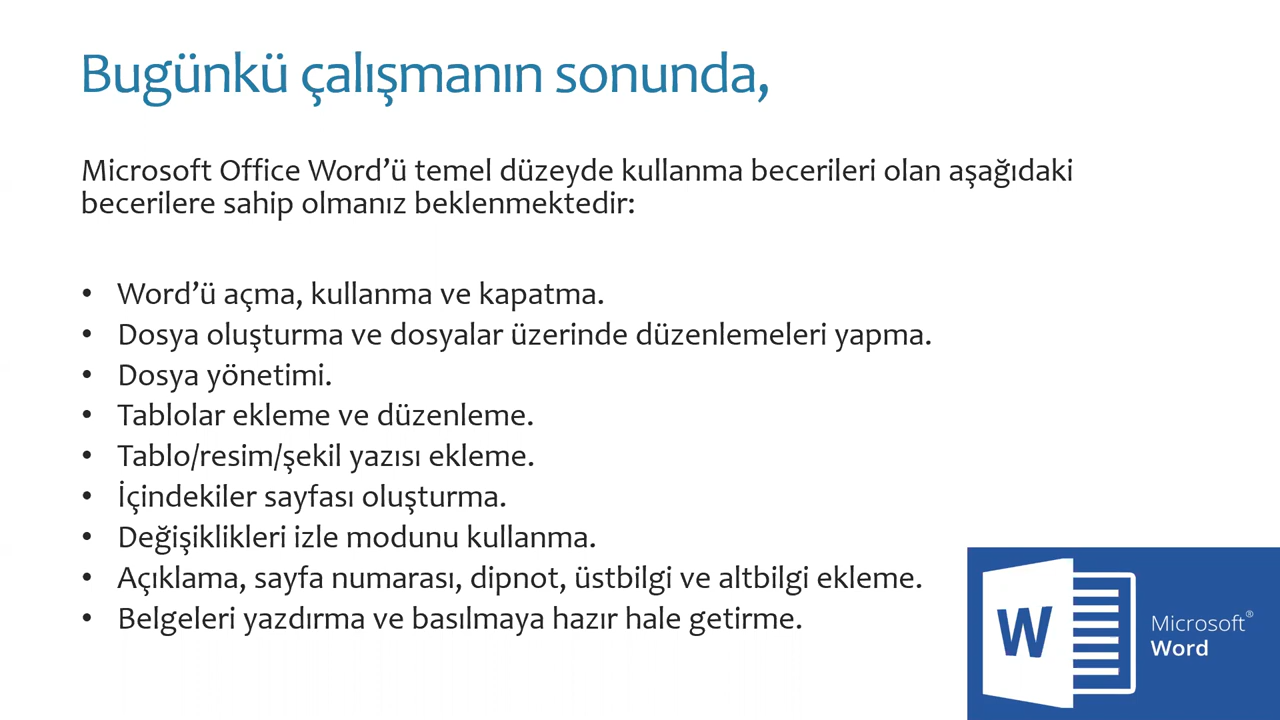 Bugünkü çalışmanın sonunda,
Microsoft Office Word’ü temel düzeyde kullanma becerileri olan aşağıdaki
becerilere sahip olmanız beklenmektedir:
• Word’ü açma, kullanma ve kapatma.
• Dosya oluşturma ve dosyalar üzerinde düzenlemeleri yapma.
• Dosya yönetimi.
• Tablolar ekleme ve düzenleme.
• Tablo/resim/şekil yazısı ekleme.
• İçindekiler sayfası oluşturma.
• Değişiklikleri izle modunu kullanma.
• Açıklama, sayfa numarası, dipnot, üstbilgi ve altbilgi ekleme.
• Belgeleri yazdırma ve basılmaya hazır hale getirme.
W
Microsoft®
Word